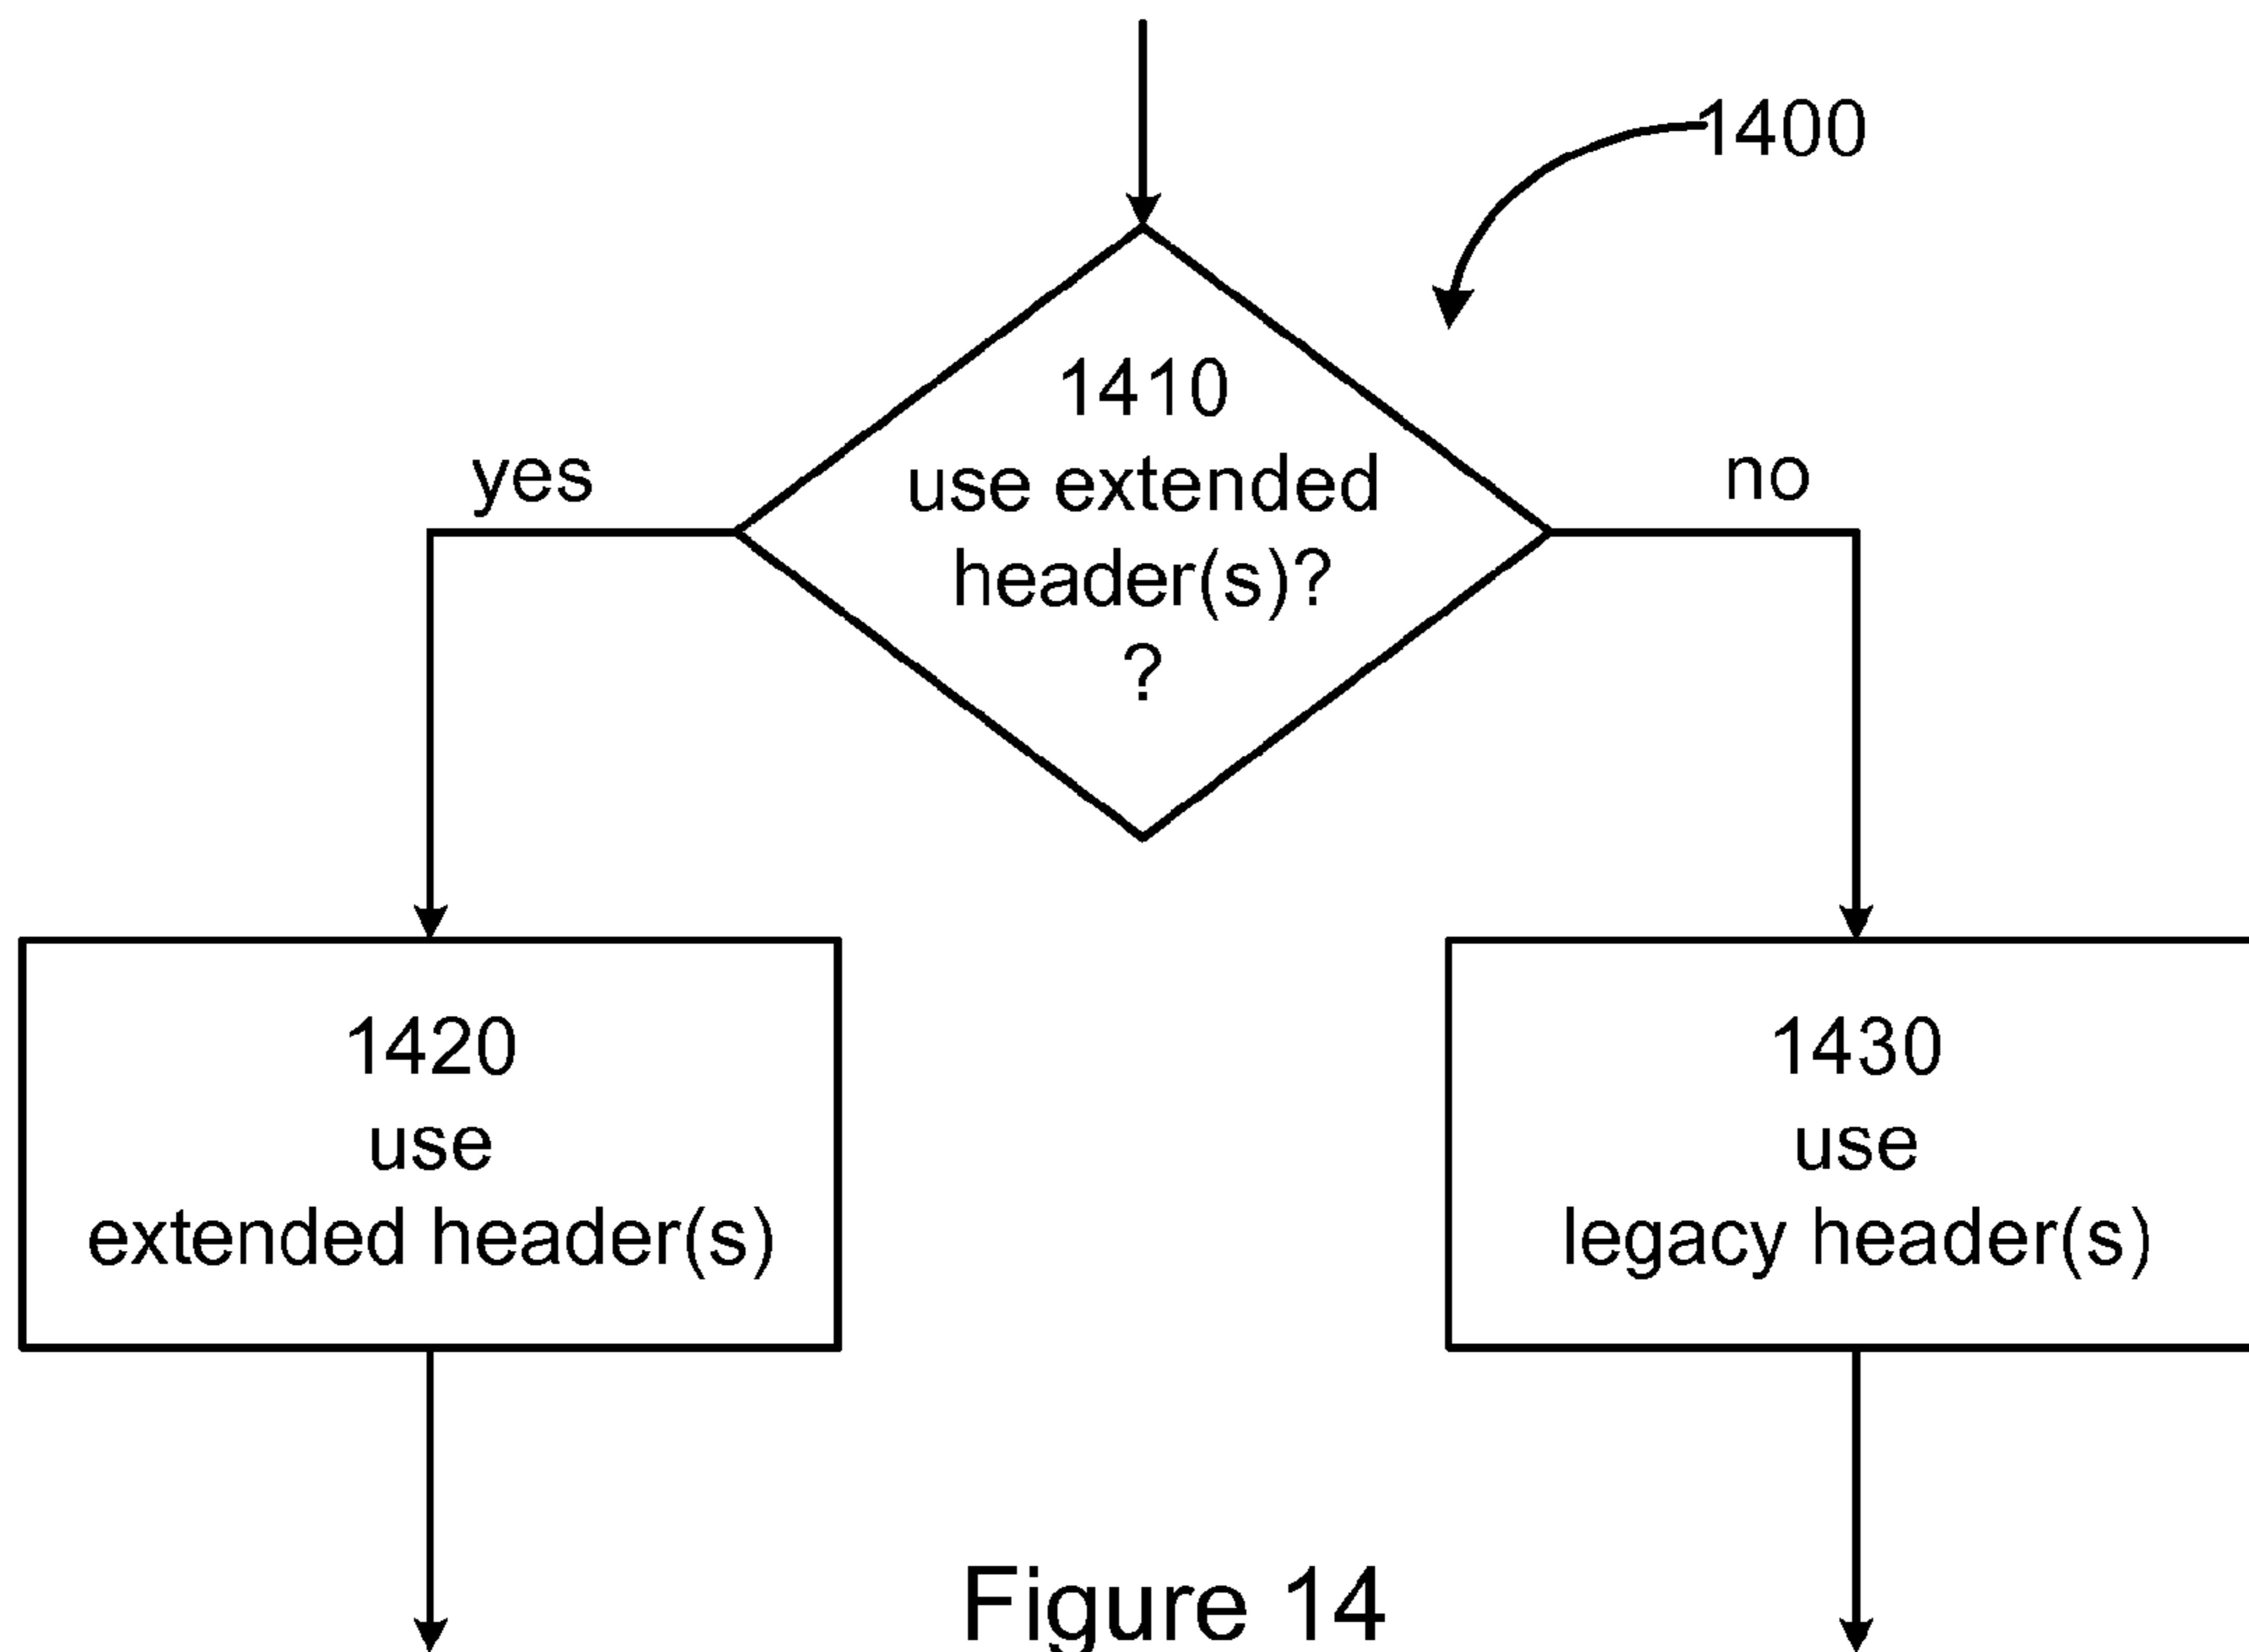 1400
1410
use extended
header(s)?
?
yes
no
1420
use
extended header(s)
1430
use
legacy header(s)
Figure 14